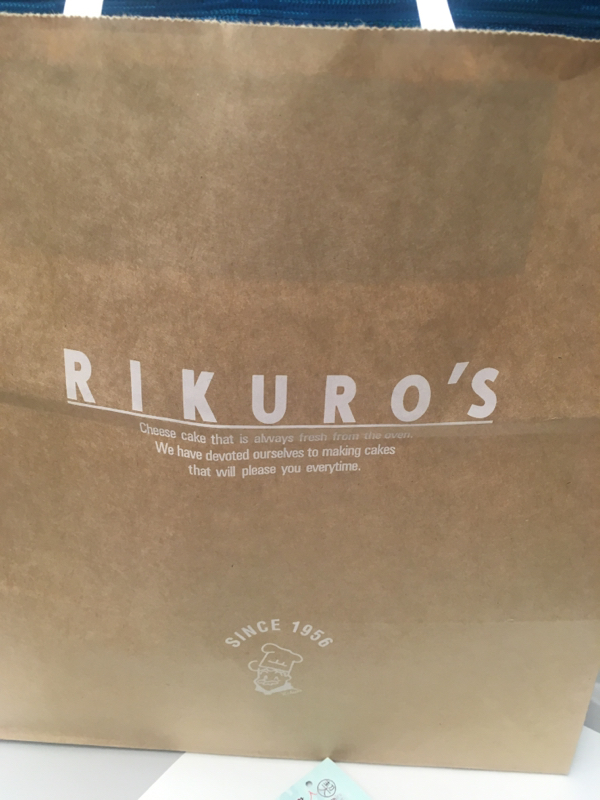 RIKURO'S
Cheese cake that is always fresh from the oven.
We have devoted ourselves to making cakes
that will please you everytime.
SINCE 1956